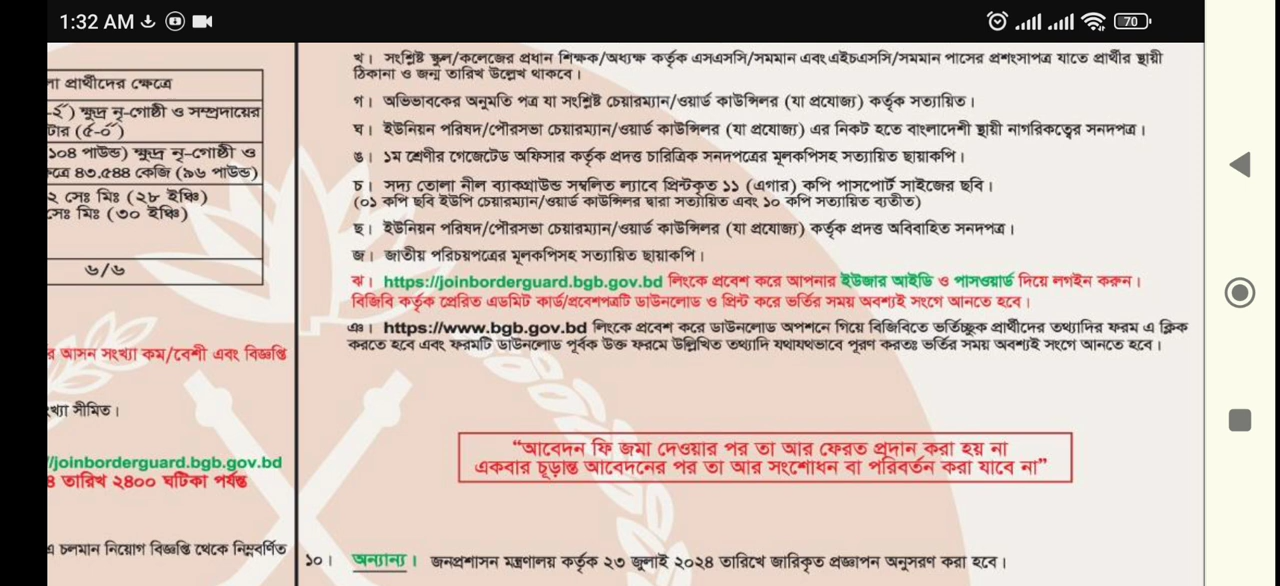 1:32 AM
70
না প্রার্থীদের ক্ষেত্রে
-২˝) ক্ষুদ্র নৃ-গোষ্ঠী ও সম্প্রদায়ের
টার (৫-০˝)
১০৪ পাউন্ড) ক্ষুদ্র নৃ-গোষ্ঠী ও
ক্ষেত্রে ৪৩.৫৪৪ কেজি (৯৬ পাউন্ড)
২ সেঃ মিঃ (২৮ ইঞ্চি)
সেঃ মিঃ (৩০ ইঞ্চি)
৬/৬
র আসন সংখ্যা কম/বেশী এবং বিজ্ঞপ্তি
খ্যা সীমিত।
/joinborderguard.bgb.gov.bd
৪ তারিখ ২৪০০ ঘটিকা পর্যন্ত
এ চলমান নিয়োগ বিজ্ঞপ্তি থেকে নিম্নবর্ণিত
খ। সংশ্লিষ্ট স্কুল/কলেজের প্রধান শিক্ষক/অধ্যক্ষ কর্তৃক এসএসসি/সমমান এবং এইচএসসি/সমমান পাসের প্রশংসাপত্র যাতে প্রার্থীর স্থায়ী
ঠিকানা ও জন্ম তারিখ উল্লেখ থাকবে।
গ। অভিভাবকের অনুমতি পত্র যা সংশ্লিষ্ট চেয়ারম্যান/ওয়ার্ড কাউন্সিলর (যা প্রযোজ্য) কর্তৃক সত্যায়িত।
ঘ। ইউনিয়ন পরিষদ/পৌরসভা চেয়ারম্যান/ওয়ার্ড কাউন্সিলর (যা প্রযোজ্য) এর নিকট হতে বাংলাদেশী স্থায়ী নাগরিকত্বের সনদপত্র।
ঙ। ১ম শ্রেণীর গেজেটেড অফিসার কর্তৃক প্রদত্ত চারিত্রিক সনদপত্রের মূলকপিসহ সত্যায়িত ছায়াকপি।
চ। সদ্য তোলা নীল ব্যাকগ্রাউন্ড সম্বলিত ল্যাবে প্রিন্টকৃত ১১ (এগার) কপি পাসপোর্ট সাইজের ছবি।
(০১ কপি ছবি ইউপি চেয়ারম্যান/ওয়ার্ড কাউন্সিলর দ্বারা সত্যায়িত এবং ১০ কপি সত্যায়িত ব্যতীত)
ছ। ইউনিয়ন পরিষদ/পৌরসভা চেয়ারম্যান/ওয়ার্ড কাউন্সিলর (যা প্রযোজ্য) কর্তৃক প্রদত্ত অবিবাহিত সনদপত্র।
জ। জাতীয় পরিচয়পত্রের মূলকপিসহ সত্যায়িত ছায়াকপি।
ঝ। https://joinborderguard.bgb.gov.bd লিংকে প্রবেশ করে আপনার ইউজার আইডি ও পাসওয়ার্ড দিয়ে লগইন করুন।
বিজিবি কর্তৃক প্রেরিত এডমিট কার্ড/প্রবেশপত্রটি ডাউনলোড ও প্রিন্ট করে ভর্তির সময় অবশ্যই সংগে আনতে হবে।
ঞ। https://www.bgb.gov.bd লিংকে প্রবেশ করে ডাউনলোড অপশনে গিয়ে বিজিবিতে ভর্তিচ্ছুক প্রার্থীদের তথ্যাদির ফরম এ ক্লিক
করতে হবে এবং ফরমটি ডাউনলোড পূর্বক উক্ত ফরমে উল্লিখিত তথ্যাদি যথাযথভাবে পূরণ করতঃ ভর্তির সময় অবশ্যই সংগে আনতে হবে।
“আবেদন ফি জমা দেওয়ার পর তা আর ফেরত প্রদান করা হয় না
একবার চূড়ান্ত আবেদনের পর তা আর সংশোধন বা পরিবর্তন করা যাবে না”
১০। অন্যান্য। জনপ্রশাসন মন্ত্রণালয় কর্তৃক ২৩ জুলাই ২০২৪ তারিখে জারিকৃত প্রজ্ঞাপন অনুসরণ করা হবে।